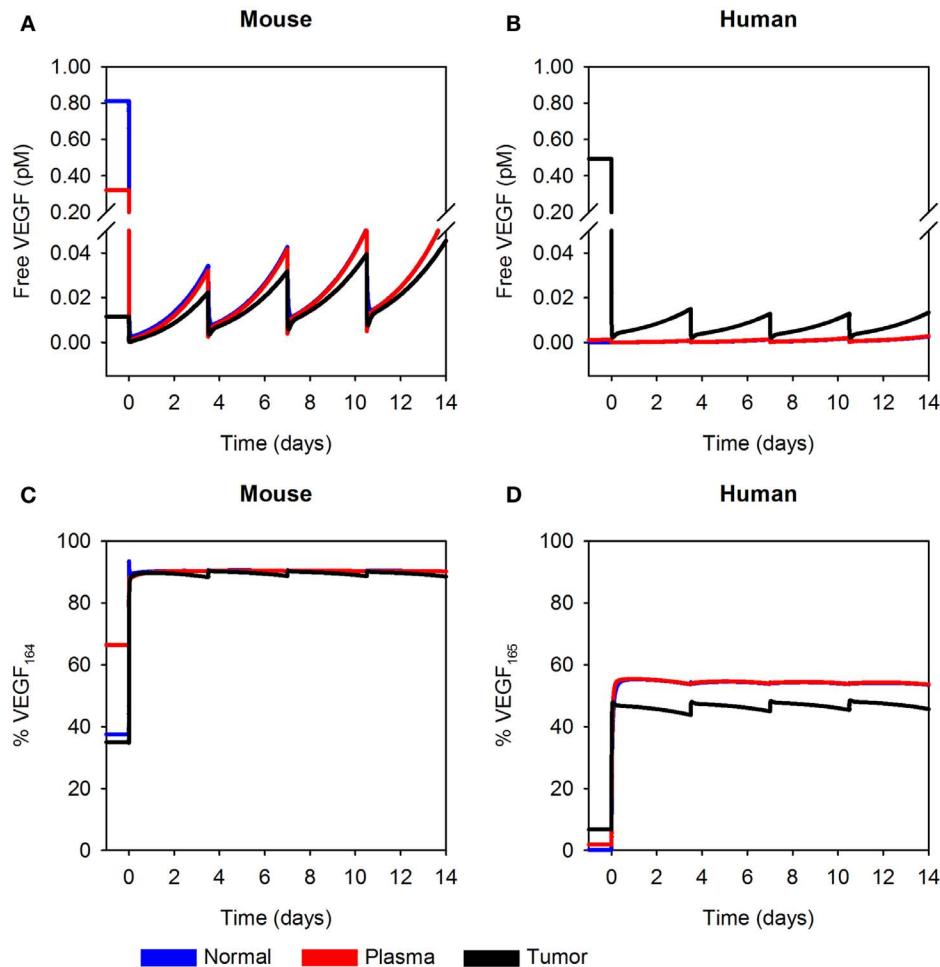 A
Mouse
B
Human
1.00
0.80
0.60
0.40
0.20
0.04
0.02
0.00
Free VEGF (pM)
0 2 4 6 8 10 12 14
Time (days)
1.00
0.80
0.60
0.40
0.20
0.04
0.02
0.00
Free VEGF (pM)
0 2 4 6 8 10 12 14
Time (days)
C
Mouse
D
Human
100
80
60
40
20
0
% VEGF₁₆₄
0 2 4 6 8 10 12 14
Time (days)
100
80
60
40
20
0
% VEGF₁₆₅
0 2 4 6 8 10 12 14
Time (days)
Normal Plasma Tumor